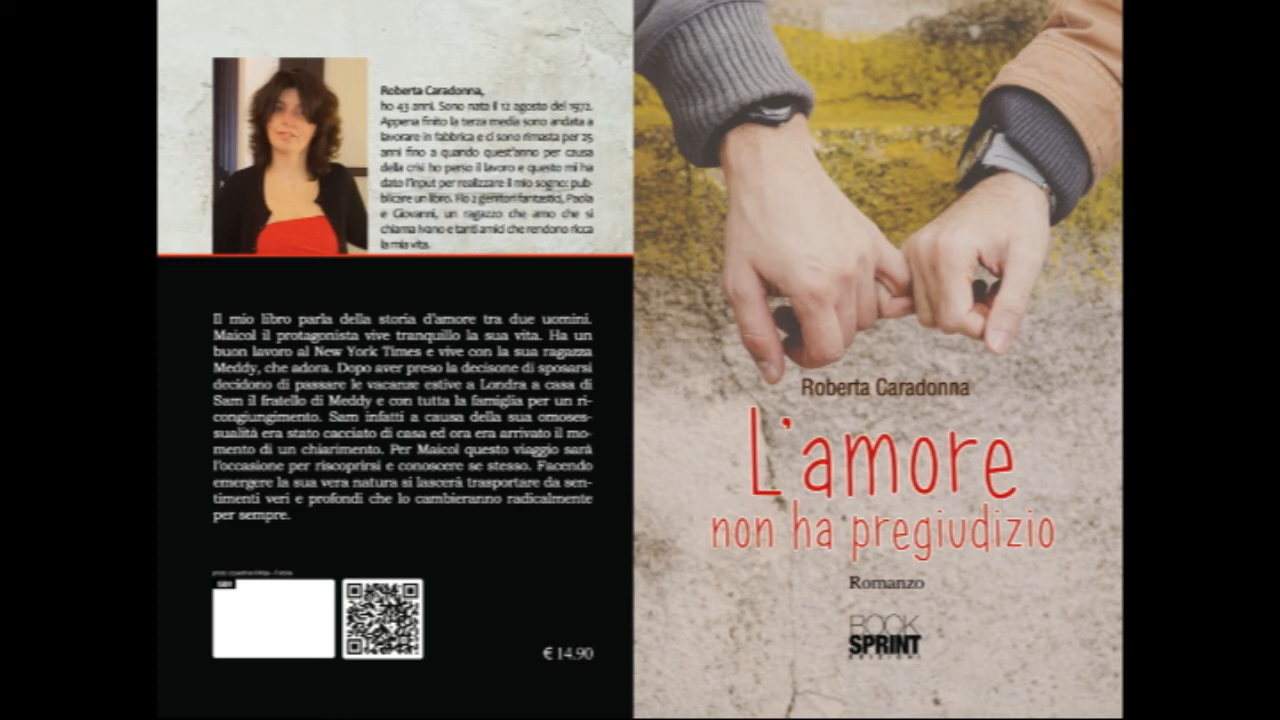 Roberta Caradonna,
ho 43 anni. Sono nata il 12 agosto del 1972.
Appena finito la terza media sono andata a
lavorare in fabbrica e ci sono rimasta per 25
anni fino a quando quest'anno per causa
della crisi ho perso il lavoro e questo mi ha
dato l'input per realizzare il mio sogno: pub-
blicare un libro. Ho 2 genitori fantastici, Paola
e Giovanni, un ragazzo che amo che si
chiama Ivano e tanti amici che rendono ricca
la mia vita.
Il mio libro parla della storia d'amore tra due uomini.
Maicol il protagonista vive tranquillo la sua vita. Ha un
buon lavoro al New York Times e vive con la sua ragazza
Meddy, che adora. Dopo aver preso la decisone di sposarsi
decidono di passare le vacanze estive a Londra a casa di
Sam il fratello di Meddy e con tutta la famiglia per un ri-
congiungimento. Sam infatti a causa della sua omoses-
sualità era stato cacciato di casa ed ora era arrivato il mo-
mento di un chiarimento. Per Maicol questo viaggio sarà
l'occasione per riscoprirsi e conoscere se stesso. Facendo
emergere la sua vera natura si lascerà trasportare da sen-
timenti veri e profondi che lo cambieranno radicalmente
per sempre.
€ 14.90
Roberta Caradonna
L'amore
non ha pregiudizio
Romanzo
BOOK
SPRINT
EDIZIONI